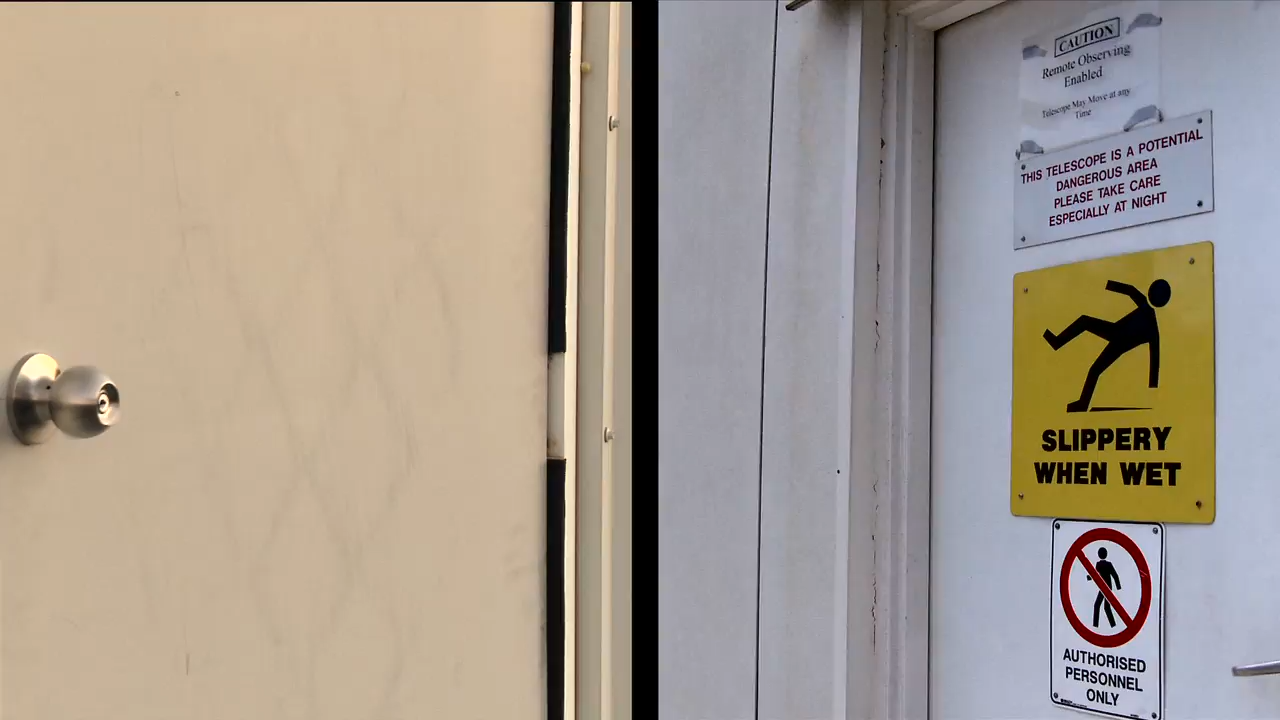 CAUTION
Remote Observing
Enabled
Telescope May Move at any
Time
THIS TELESCOPE IS A POTENTIAL
DANGEROUS AREA
PLEASE TAKE CARE
ESPECIALLY AT NIGHT
SLIPPERY
WHEN WET
AUTHORISED
PERSONNEL
ONLY